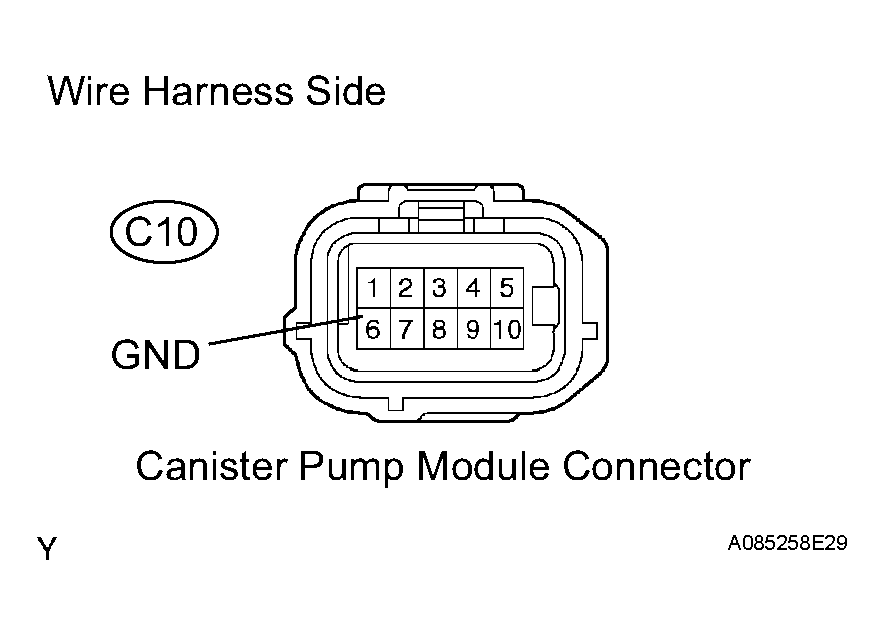 Wire Harness Side
C10
1 2 3 4 5
6 7 8 9 10
GND
Canister Pump Module Connector
Y
A085258E29